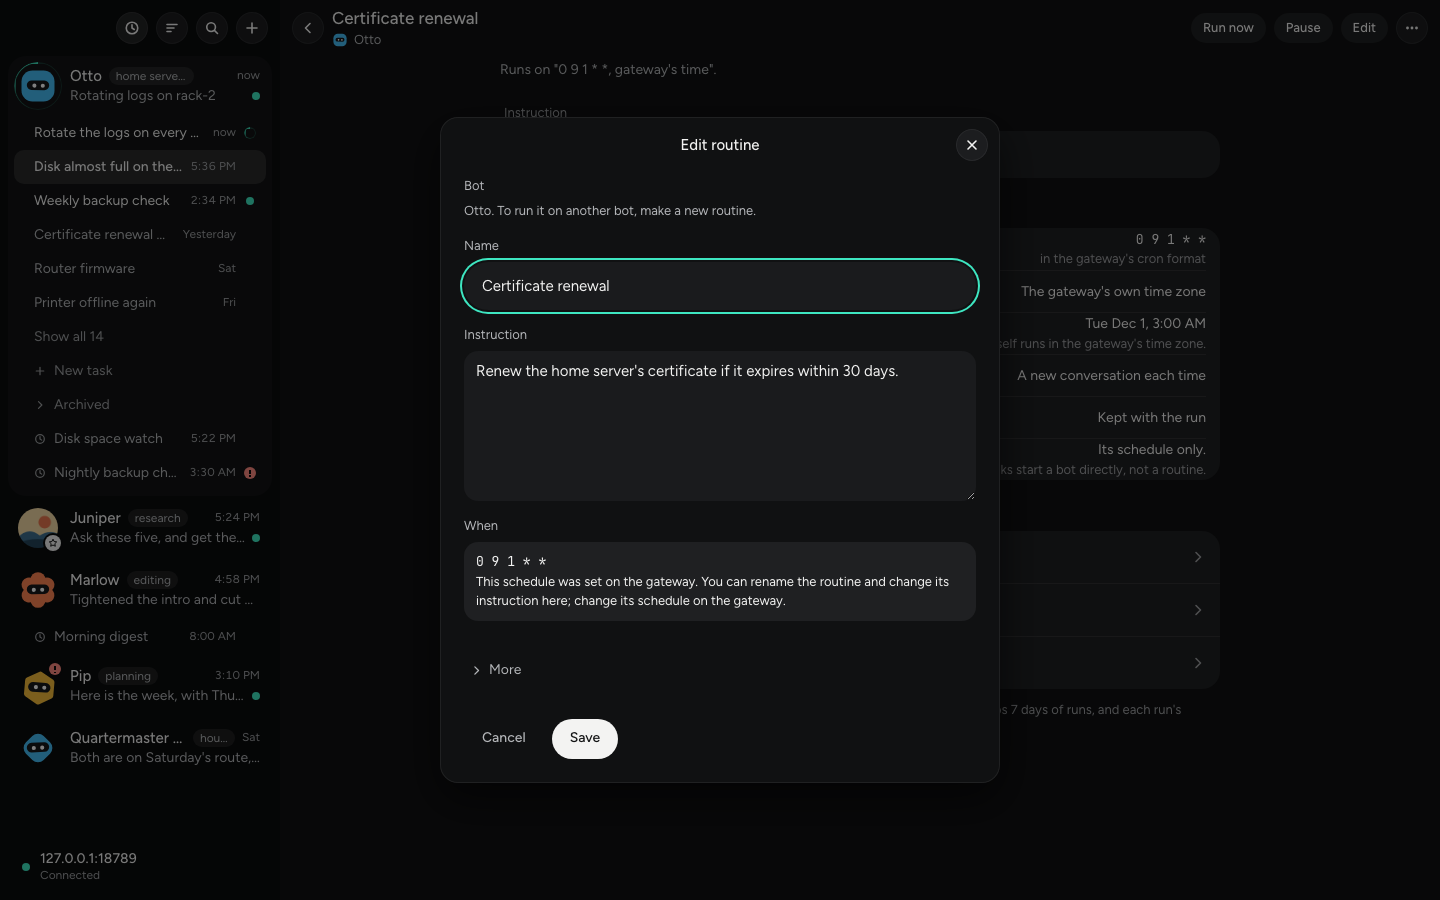 Otto home serve... now
Rotating logs on rack-2
Rotate the logs on every ... now
Disk almost full on the... 5:36 PM
Weekly backup check 2:34 PM
Certificate renewal ... Yesterday
Router firmware Sat
Printer offline again Fri
Show all 14
New task
Archived
Disk space watch 5:22 PM
Nightly backup ch... 3:30 AM
Juniper research 5:24 PM
Ask these five, and get the...
Marlow editing 4:58 PM
Tightened the intro and cut ...
Morning digest 8:00 AM
Pip planning 3:10 PM
Here is the week, with Thu...
Quartermaster ... hou... Sat
Both are on Saturday's route,...
127.0.0.1:18789
Connected
Certificate renewal
Otto
Run now Pause Edit
Runs on "0 9 1 * *, gateway's time".
Instruction
Edit routine
Bot
Otto. To run it on another bot, make a new routine.
Name
Certificate renewal
Instruction
Renew the home server's certificate if it expires within 30 days.
When
0 9 1 * *
This schedule was set on the gateway. You can rename the routine and change its
instruction here; change its schedule on the gateway.
More
Cancel Save
0 9 1 * *
in the gateway's cron format
The gateway's own time zone
Tue Dec 1, 3:00 AM
runs in the gateway's time zone.
A new conversation each time
Kept with the run
Its schedule only.
start a bot directly, not a routine.
7 days of runs, and each run's